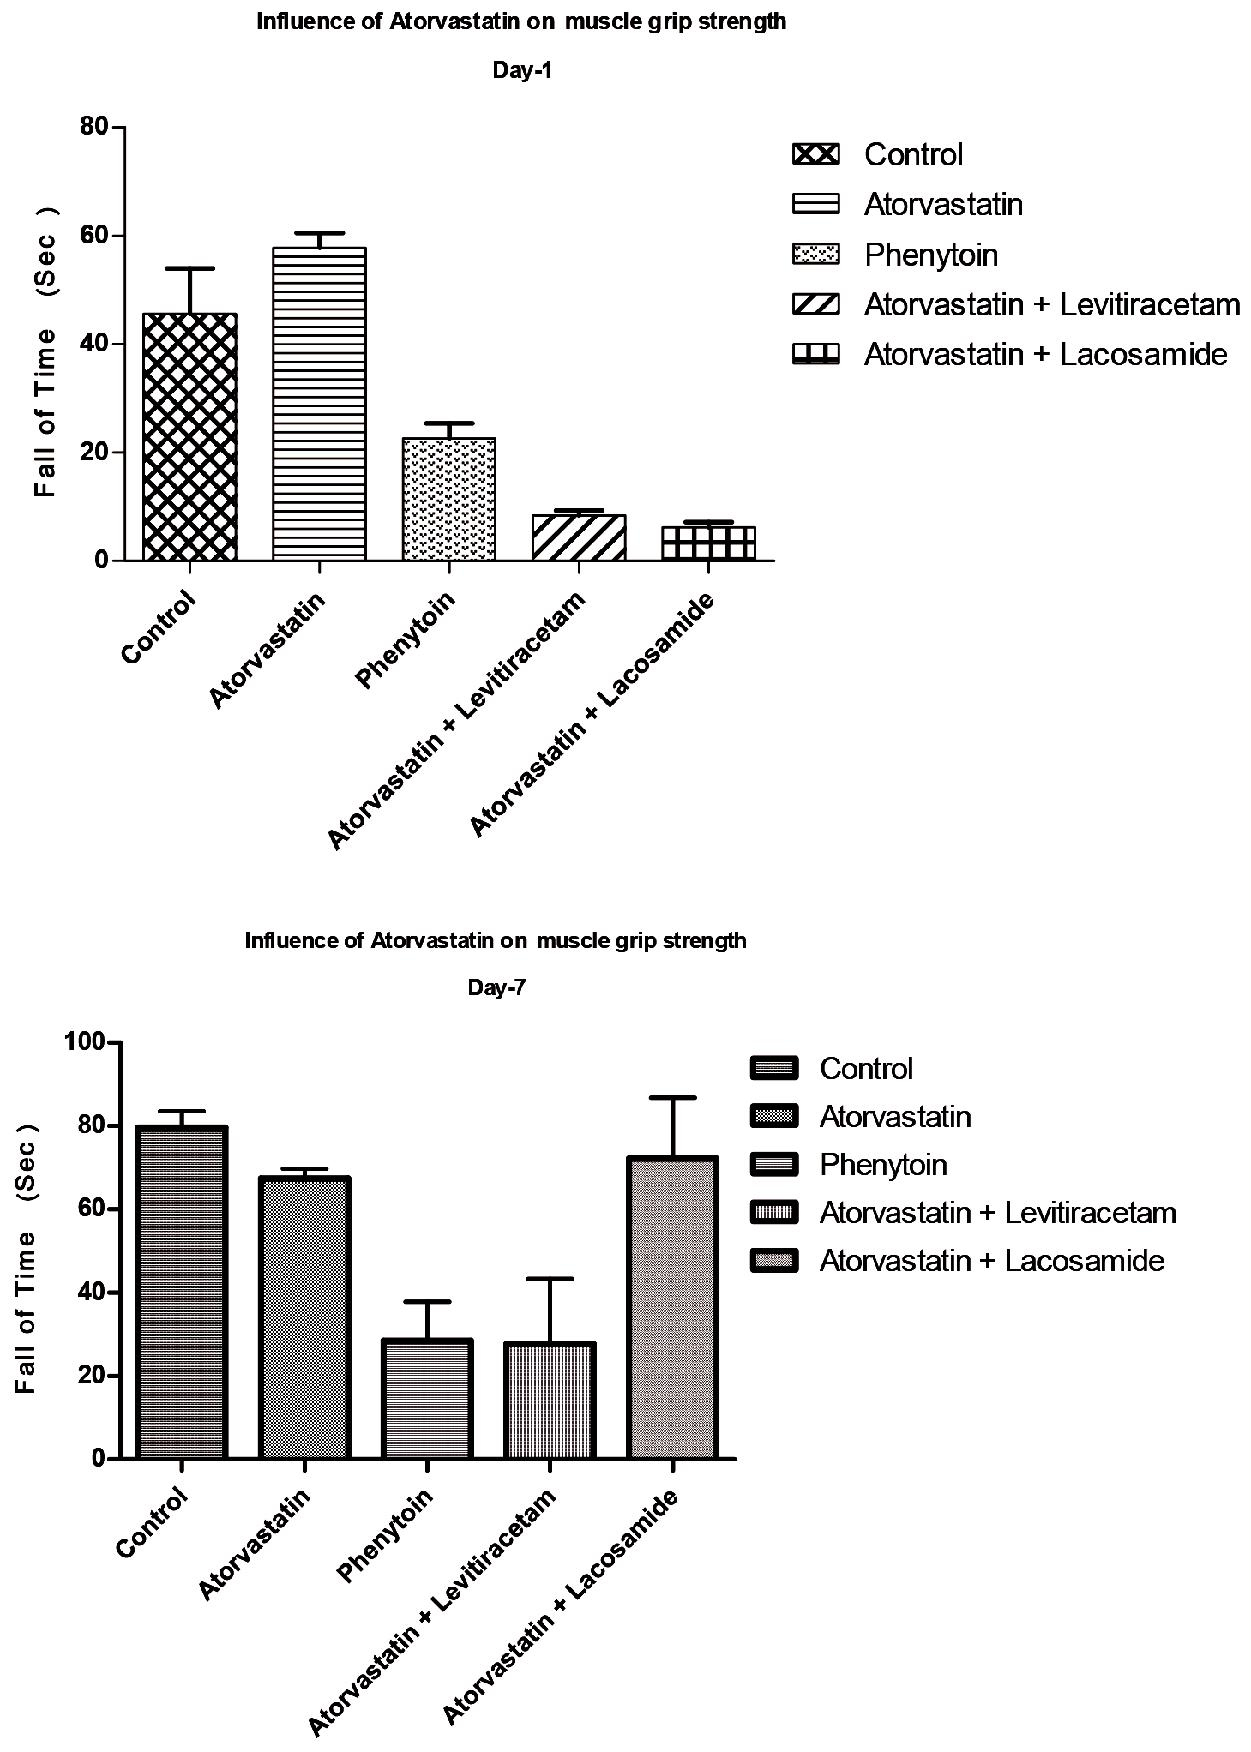 Influence of Atorvastatin on muscle grip strength
Day-1
80
60
40
20
0
Fall of Time (Sec )
Control
Atorvastatin
Phenytoin
Atorvastatin + Levitiracetam
Atorvastatin + Lacosamide
Control
Atorvastatin
Phenytoin
Atorvastatin + Levitiracetam
Atorvastatin + Lacosamide
Influence of Atorvastatin on muscle grip strength
Day-7
100
80
60
40
20
0
Fall of Time (Sec )
Control
Atorvastatin
Phenytoin
Atorvastatin + Levitiracetam
Atorvastatin + Lacosamide
Control
Atorvastatin
Phenytoin
Atorvastatin + Levitiracetam
Atorvastatin + Lacosamide